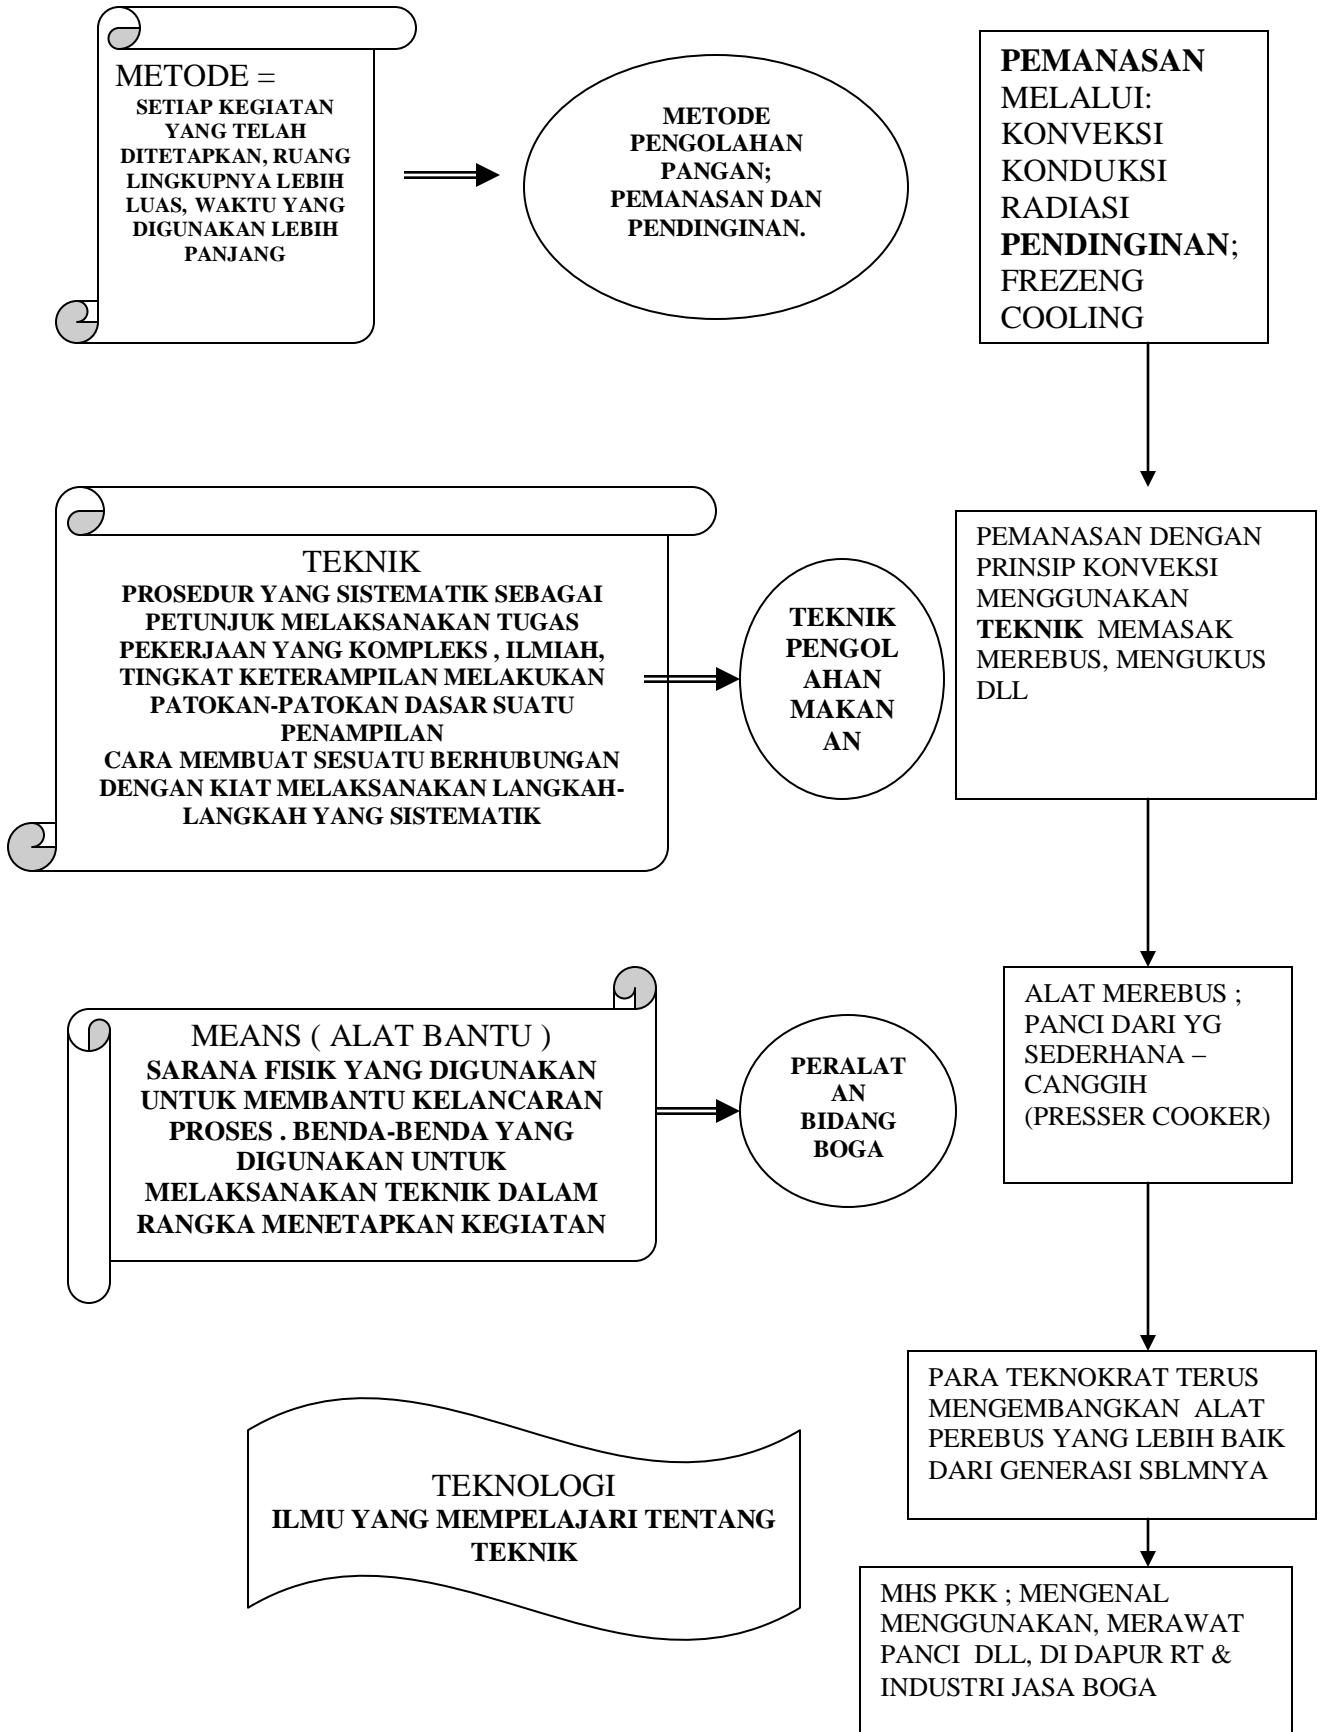 METODE =
SETIAP KEGIATAN
YANG TELAH
DITETAPKAN, RUANG
LINGKUPNYA LEBIH
LUAS, WAKTU YANG
DIGUNAKAN LEBIH
PANJANG
METODE
PENGOLAHAN
PANGAN;
PEMANASAN DAN
PENDINGINAN.
PEMANASAN
MELALUI:
KONVEKSI
KONDUKSI
RADIASI
PENDINGINAN;
FREZENG
COOLING
TEKNIK
PROSEDUR YANG SISTEMATIK SEBAGAI
PETUNJUK MELAKSANAKAN TUGAS
PEKERJAAN YANG KOMPLEKS , ILMIAH,
TINGKAT KETERAMPILAN MELAKUKAN
PATOKAN-PATOKAN DASAR SUATU
PENAMPILAN
CARA MEMBUAT SESUATU BERHUBUNGAN
DENGAN KIAT MELAKSANAKAN LANGKAH-
LANGKAH YANG SISTEMATIK
TEKNIK
PENGOL
AHAN
MAKAN
AN
PEMANASAN DENGAN
PRINSIP KONVEKSI
MENGGUNAKAN
TEKNIK MEMASAK
MEREBUS, MENGUKUS
DLL
MEANS ( ALAT BANTU )
SARANA FISIK YANG DIGUNAKAN
UNTUK MEMBANTU KELANCARAN
PROSES . BENDA-BENDA YANG
DIGUNAKAN UNTUK
MELAKSANAKAN TEKNIK DALAM
RANGKA MENETAPKAN KEGIATAN
PERALAT
AN
BIDANG
BOGA
ALAT MEREBUS ;
PANCI DARI YG
SEDERHANA –
CANGGIH
(PRESSER COOKER)
TEKNOLOGI
ILMU YANG MEMPELAJARI TENTANG
TEKNIK
PARA TEKNOKRAT TERUS
MENGEMBANGKAN ALAT
PEREBUS YANG LEBIH BAIK
DARI GENERASI SBLMNYA
MHS PKK ; MENGENAL
MENGGUNAKAN, MERAWAT
PANCI DLL, DI DAPUR RT &
INDUSTRI JASA BOGA